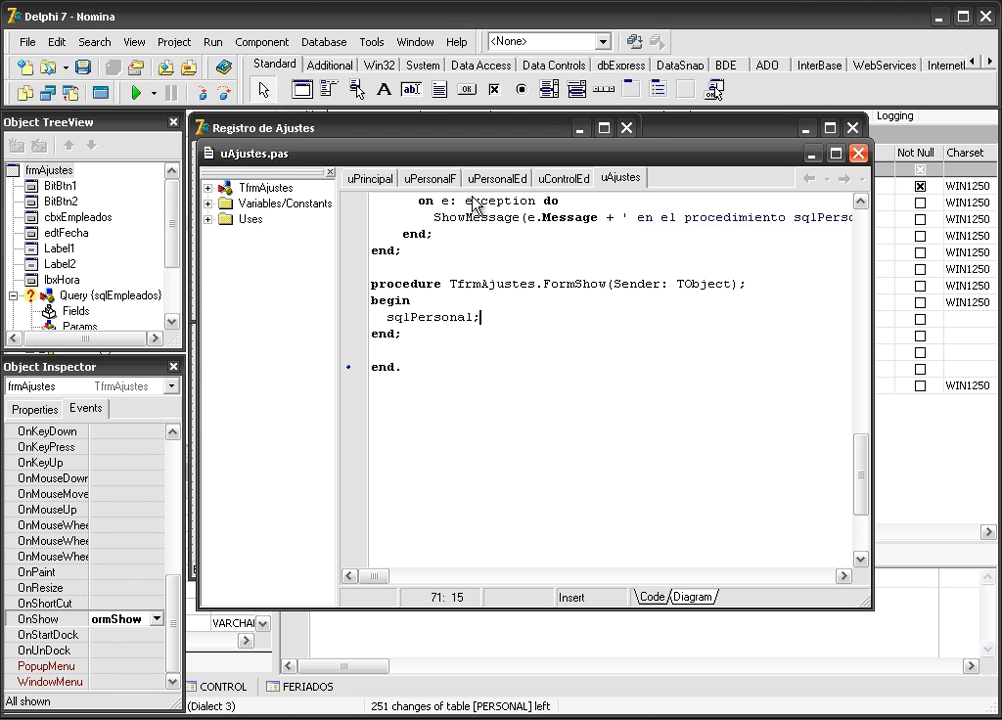 Delphi 7 - Nomina
File Edit Search View Project Run Component Database Tools Window Help <None>
Standard Additional Win32 System Data Access Data Controls dbExpress DataSnap BDE ADO InterBase WebServices InternetE
Object TreeView
frmAjustes
BitBtn1
BitBtn2
cbxEmpleados
edtFecha
Label1
Label2
lbxHora
Query {sqlEmpleados}
Fields
Params
Object Inspector
frmAjustes TfrmAjustes
Properties Events
OnKeyDown
OnKeyPress
OnKeyUp
OnMouseDown
OnMouseMove
OnMouseUp
OnMouseWhee
OnMouseWhee
OnMouseWhee
OnPaint
OnResize
OnShortCut
OnShow ormShow
OnStartDock
OnUnDock
PopupMenu
WindowMenu
All shown
Registro de Ajustes
uAjustes.pas
TfrmAjustes
Variables/Constants
Uses
uPrincipal uPersonalF uPersonalEd uControlEd uAjustes
on e: exception do
ShowMessage(e.Message + ' en el procedimiento sqlPerso
end;
end;
procedure TfrmAjustes.FormShow(Sender: TObject);
begin
sqlPersonal;
end;
end.
71: 15 Insert Code Diagram
Logging
Not Null Charset
WIN1250
WIN1250
WIN1250
WIN1250
WIN1250
WIN1250
WIN1250
WIN1250
WIN1250
VARCHAI
CONTROL FERIADOS
(Dialect 3) 251 changes of table [PERSONAL] left